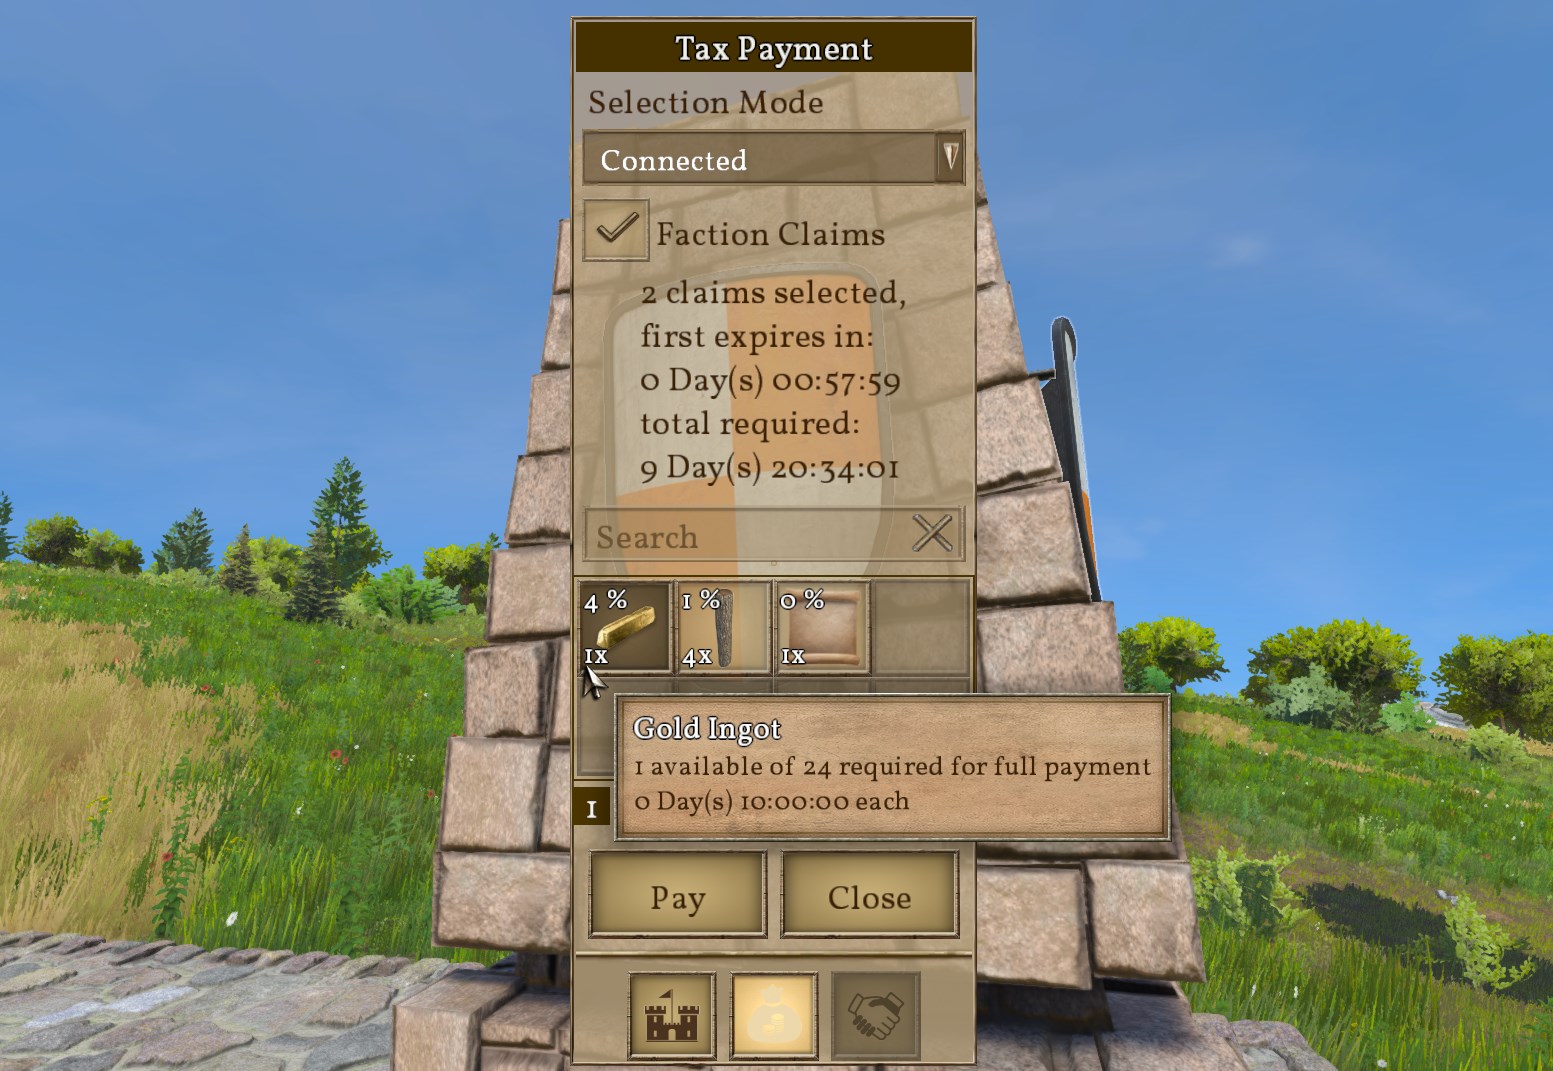 Tax Payment
Selection Mode
Connected
Faction Claims
2 claims selected,
first expires in:
0 Day(s) 00:57:59
total required:
9 Day(s) 20:34:01
Search
4 % 1 % 0 %
1x 4x 1x
Gold Ingot
1 available of 24 required for full payment
0 Day(s) 10:00:00 each
1
Pay Close